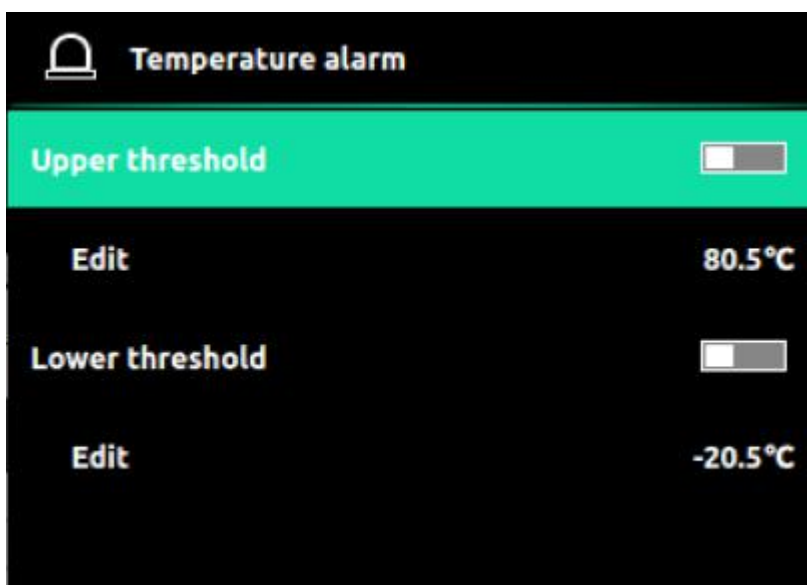 Temperature alarm
Upper threshold
Edit 80.5℃
Lower threshold
Edit -20.5℃